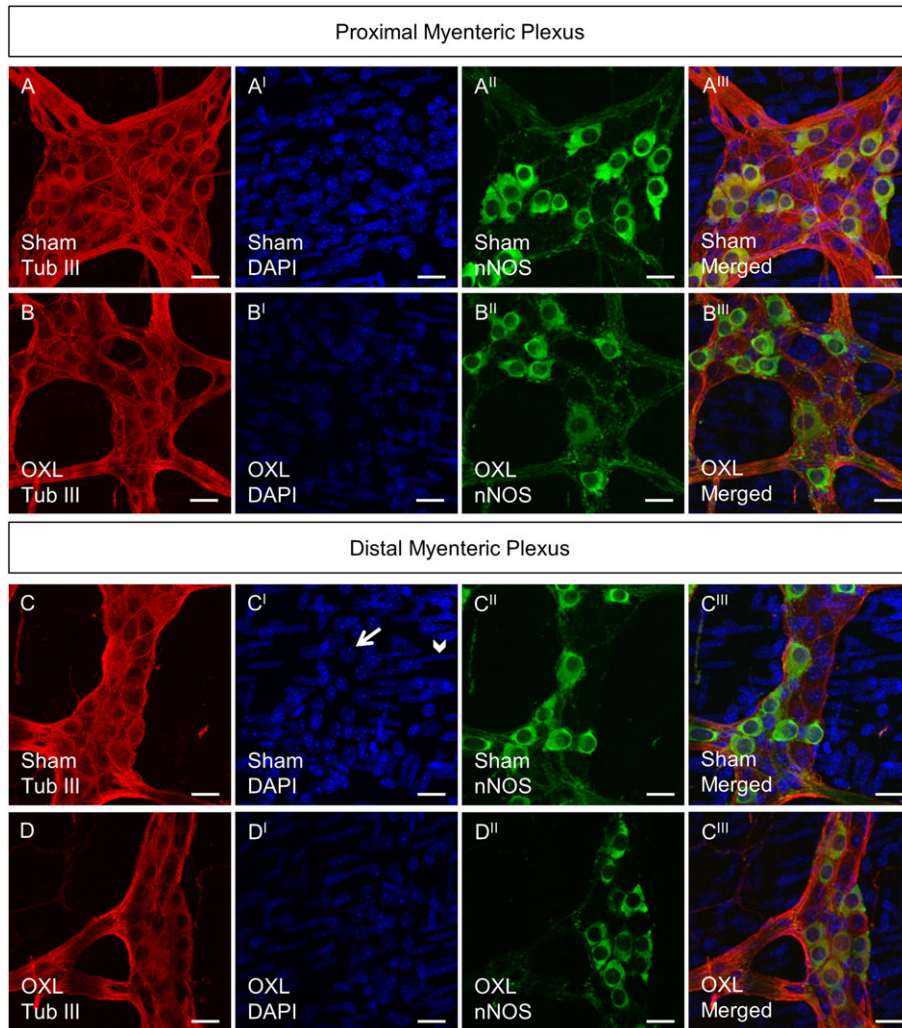 Proximal Myenteric Plexus
A
Sham
Tub III
Aᴵ
Sham
DAPI
Aᴵᴵ
Sham
nNOS
Aᴵᴵᴵ
Sham
Merged
B
OXL
Tub III
Bᴵ
OXL
DAPI
Bᴵᴵ
OXL
nNOS
Bᴵᴵᴵ
OXL
Merged
Distal Myenteric Plexus
C
Sham
Tub III
Cᴵ
Sham
DAPI
Cᴵᴵ
Sham
nNOS
Cᴵᴵᴵ
Sham
Merged
D
OXL
Tub III
Dᴵ
OXL
DAPI
Dᴵᴵ
OXL
nNOS
Cᴵᴵᴵ
OXL
Merged